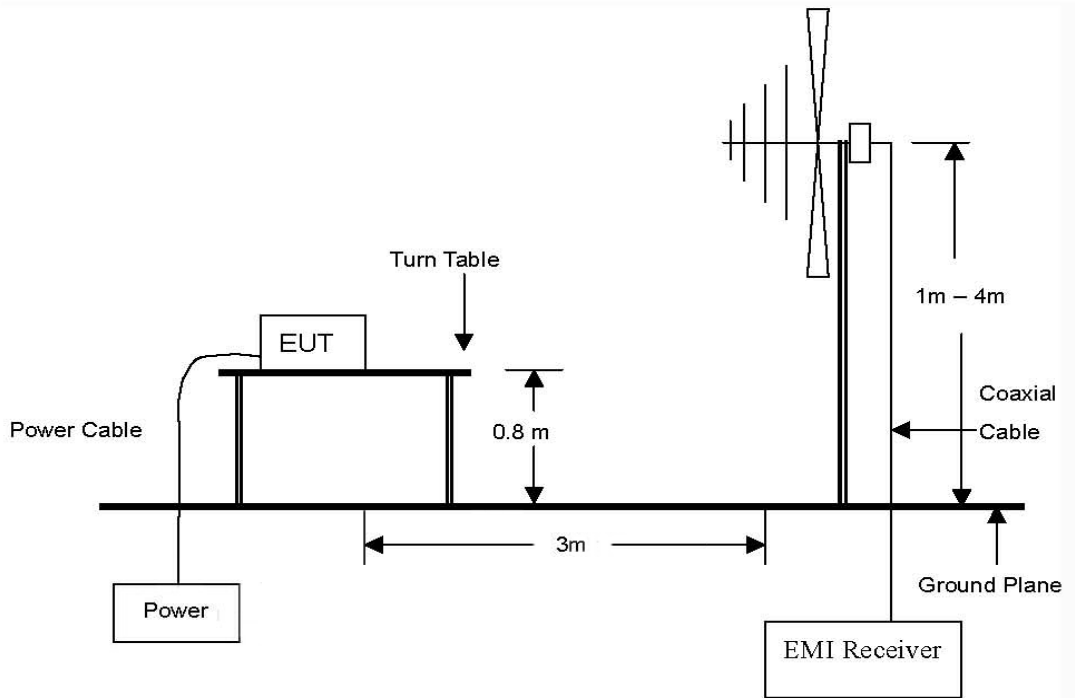 Turn Table
1m – 4m
EUT
Coaxial
Cable
Power Cable
0.8 m
3m
Ground Plane
Power
EMI Receiver